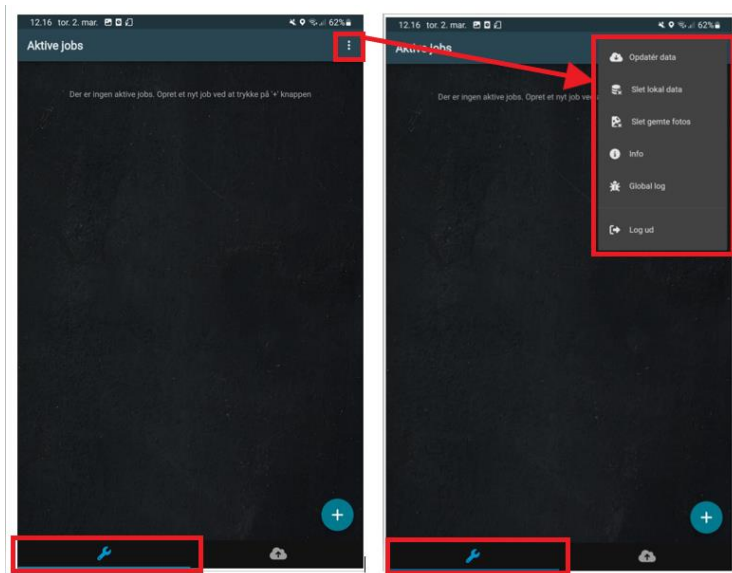 12.16 tor. 2. mar. 62%
Aktive jobs
Der er ingen aktive jobs. Opret et nyt job ved at trykke på '+' knappen
+
12.16 tor. 2. mar. 62%
Aktive jobs
Der er ingen aktive jobs. Opret et nyt job ved
Opdatér data
Slet lokal data
Slet gemte fotos
Info
Global log
Log ud
+